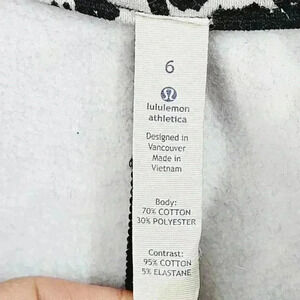 6
lululemon
athletica
Designed in
Vancouver
Made in
Vietnam
Body:
70% COTTON
30% POLYESTER
Contrast:
95% COTTON
5% ELASTANE